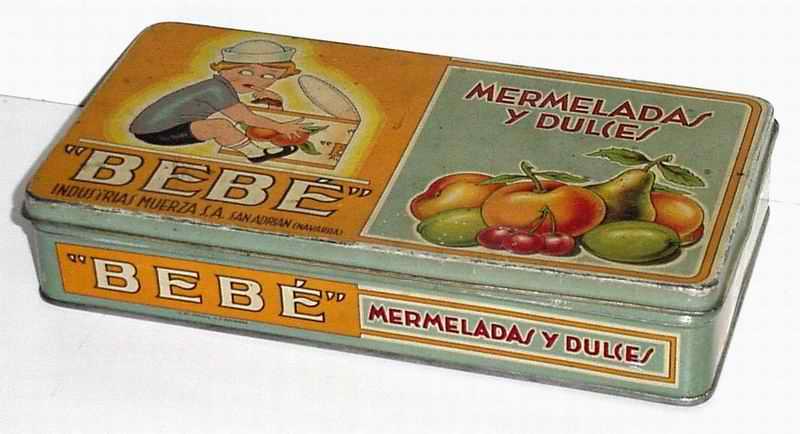 "BEBÉ"
INDUSTRIAS MUERZA S.A. SAN ADRIAN (NAVARRA)
MERMELADAS
Y DULCES
"BEBÉ"
MERMELADAS Y DULCES